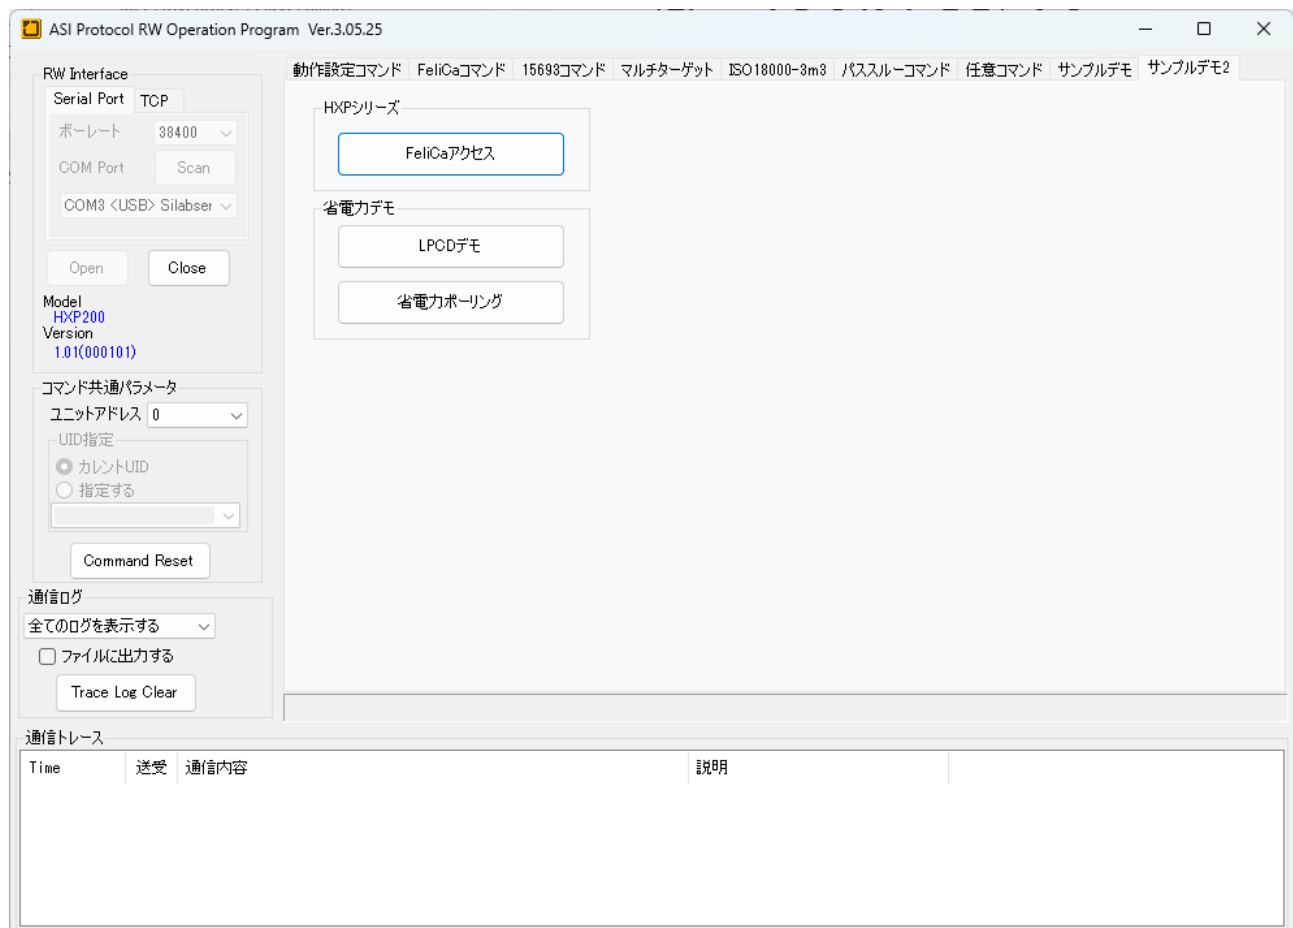 ASI Protocol RW Operation Program Ver.3.05.25
RW Interface
Serial Port TCP
ボーレート 38400
COM Port Scan
COM3 <USB> Silabser
Open Close
Model
HXP200
Version
1.01(000101)
コマンド共通パラメータ
ユニットアドレス 0
UID指定
カレントUID
指定する
Command Reset
通信ログ
全てのログを表示する
ファイルに出力する
Trace Log Clear
動作設定コマンド FeliCaコマンド 15693コマンド マルチターゲット ISO18000-3m3 パススルーコマンド 任意コマンド サンプルデモ サンプルデモ2
HXPシリーズ
FeliCaアクセス
省電力デモ
LPCDデモ
省電力ポーリング
通信トレース
Time 送受 通信内容 説明